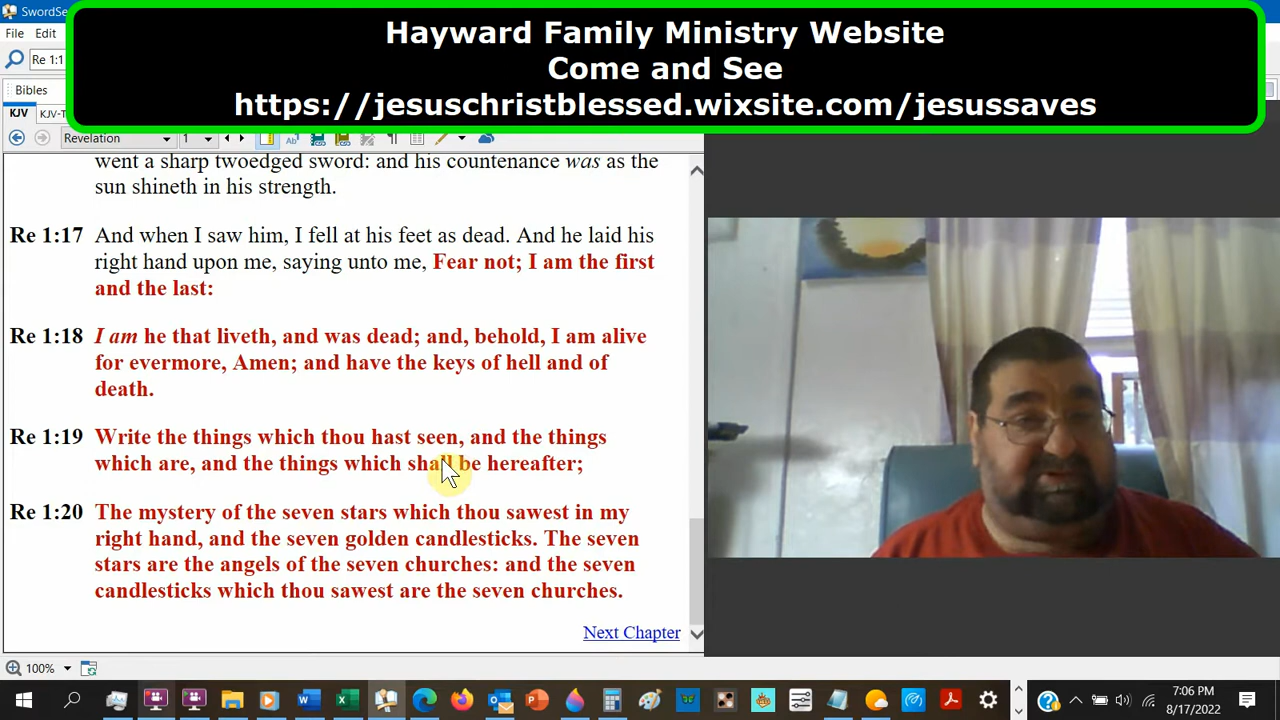 SwordSe
Hayward Family Ministry Website
Come and See
https://jesuschristblessed.wixsite.com/jesussaves
File Edit
Re 1:1
Bibles
KJV KJV-T
Revelation 1
went a sharp twoedged sword: and his countenance was as the
sun shineth in his strength.
Re 1:17 And when I saw him, I fell at his feet as dead. And he laid his
right hand upon me, saying unto me, Fear not; I am the first
and the last:
Re 1:18 I am he that liveth, and was dead; and, behold, I am alive
for evermore, Amen; and have the keys of hell and of
death.
Re 1:19 Write the things which thou hast seen, and the things
which are, and the things which shall be hereafter;
Re 1:20 The mystery of the seven stars which thou sawest in my
right hand, and the seven golden candlesticks. The seven
stars are the angels of the seven churches: and the seven
candlesticks which thou sawest are the seven churches.
Next Chapter
100%
7:06 PM
8/17/2022